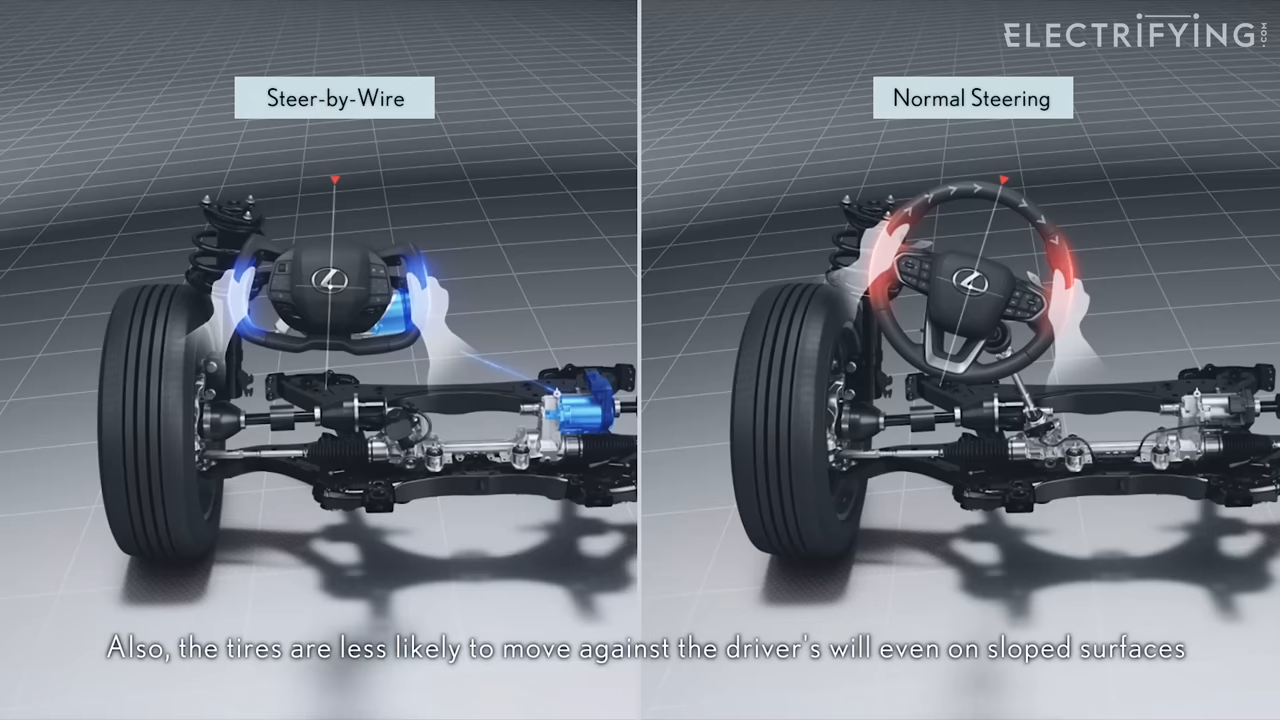 ELECTRIFYING.COM
Steer-by-Wire
Normal Steering
Also, the tires are less likely to move against the driver's will even on sloped surfaces